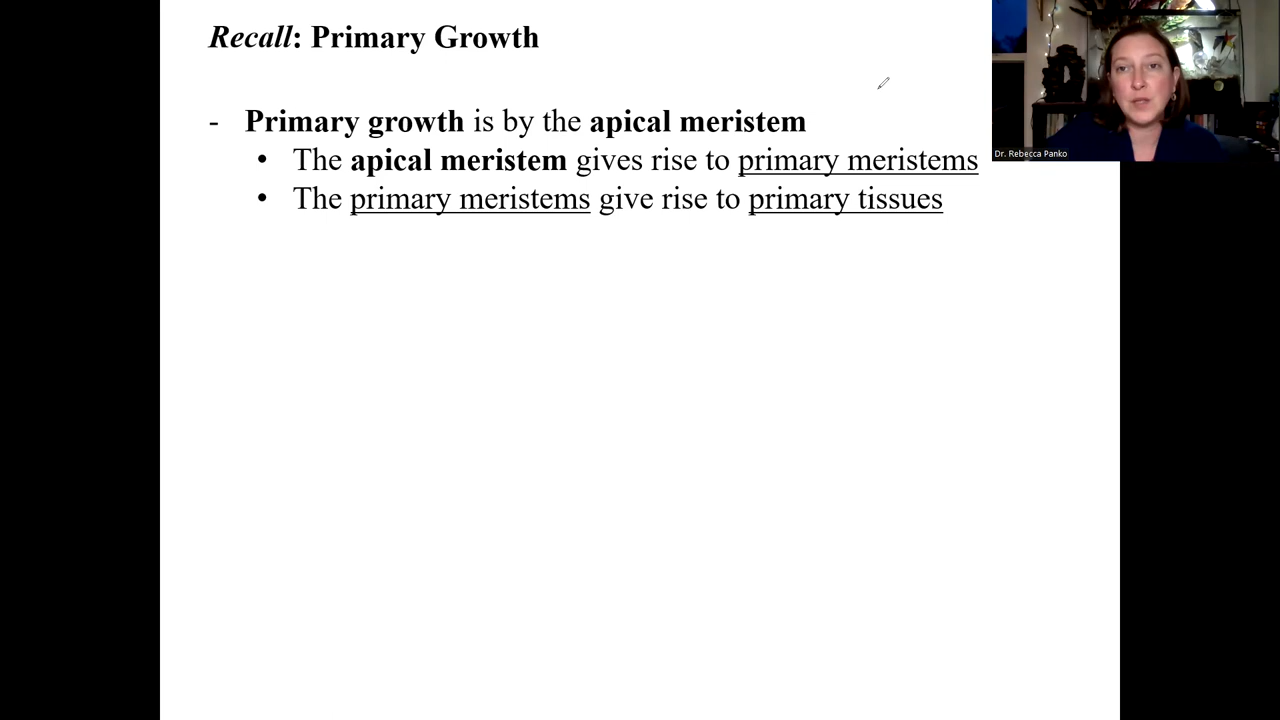 Recall: Primary Growth
- Primary growth is by the apical meristem
• The apical meristem gives rise to primary meristems
• The primary meristems give rise to primary tissues
Dr. Rebecca Panko